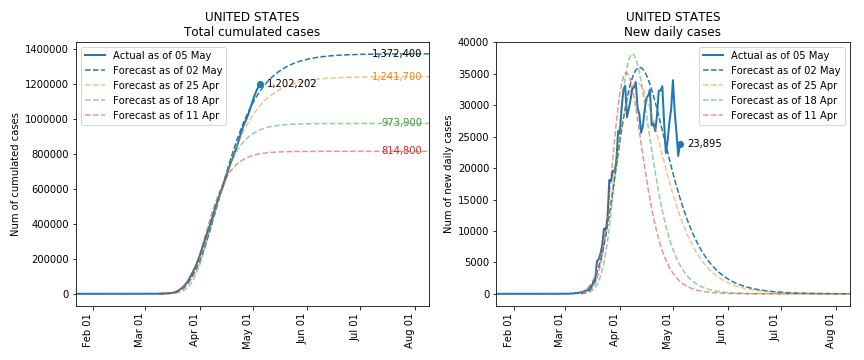 UNITED STATES
Total cumulated cases
Num of cumulated cases
1400000
1200000
1000000
800000
600000
400000
200000
0
Actual as of 05 May
Forecast as of 02 May
Forecast as of 25 Apr
Forecast as of 18 Apr
Forecast as of 11 Apr
1,372,400
1,202,202
1,241,700
973,900
814,800
Feb 01
Mar 01
Apr 01
May 01
Jun 01
Jul 01
Aug 01
UNITED STATES
New daily cases
Num of new daily cases
40000
35000
30000
25000
20000
15000
10000
5000
0
Actual as of 05 May
Forecast as of 02 May
Forecast as of 25 Apr
Forecast as of 18 Apr
Forecast as of 11 Apr
23,895
Feb 01
Mar 01
Apr 01
May 01
Jun 01
Jul 01
Aug 01